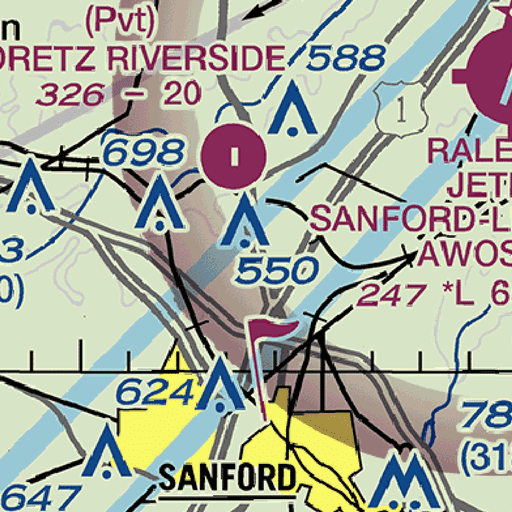 (Pvt)
n
ORETZ RIVERSIDE
326 - 20
588
1
698
RALE
JETI
SANFORD-L
AWOS
550
247 *L 6
3
0)
624
78
(31
SANFORD
647